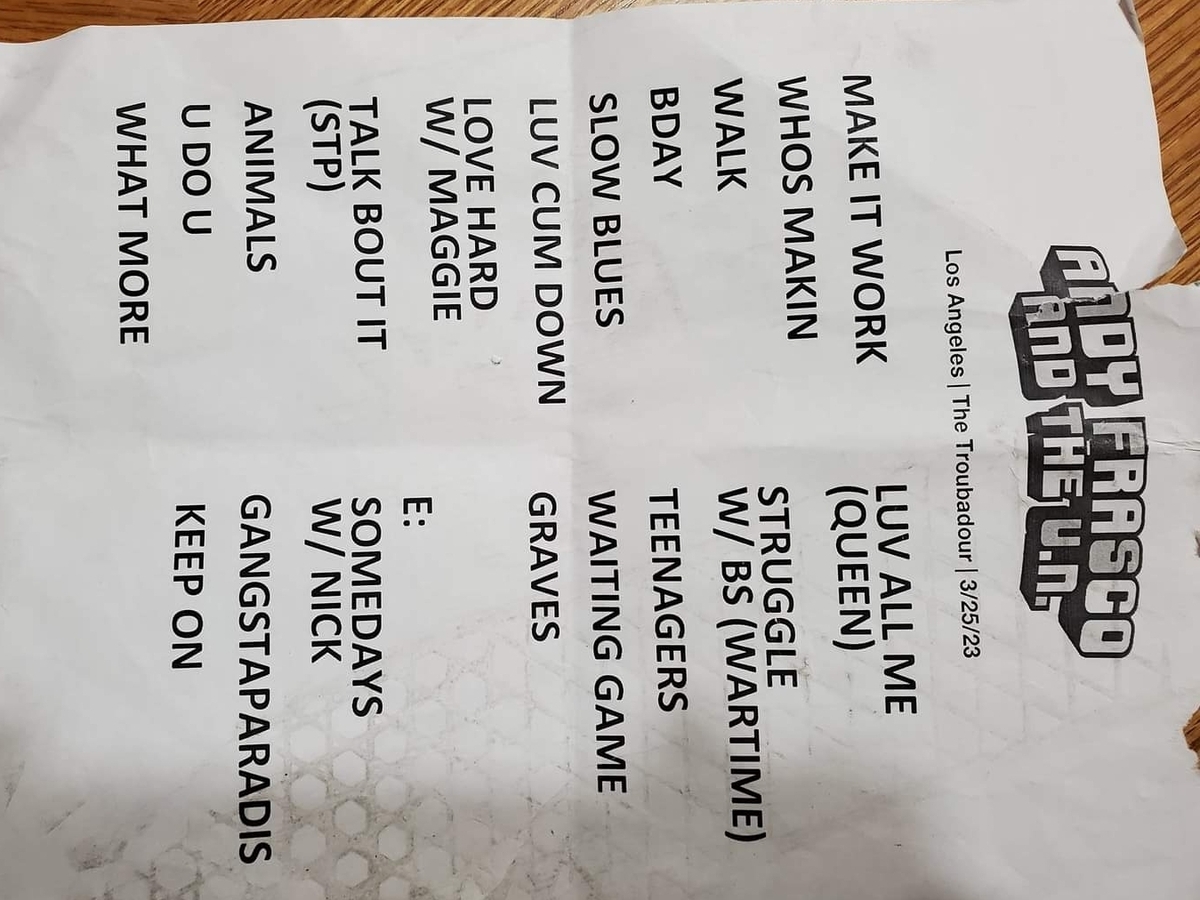 ANDY FRASCO
AND THE U.N.
Los Angeles | The Troubadour | 3/25/23
MAKE IT WORK
WHOS MAKIN
WALK
BDAY
SLOW BLUES
LUV CUM DOWN
LOVE HARD
W/ MAGGIE
TALK BOUT IT
(STP)
ANIMALS
U DO U
WHAT MORE
LUV ALL ME
(QUEEN)
STRUGGLE
W/ BS (WARTIME)
TEENAGERS
WAITING GAME
GRAVES
E:
SOMEDAYS
W/ NICK
GANGSTAPARADIS
KEEP ON